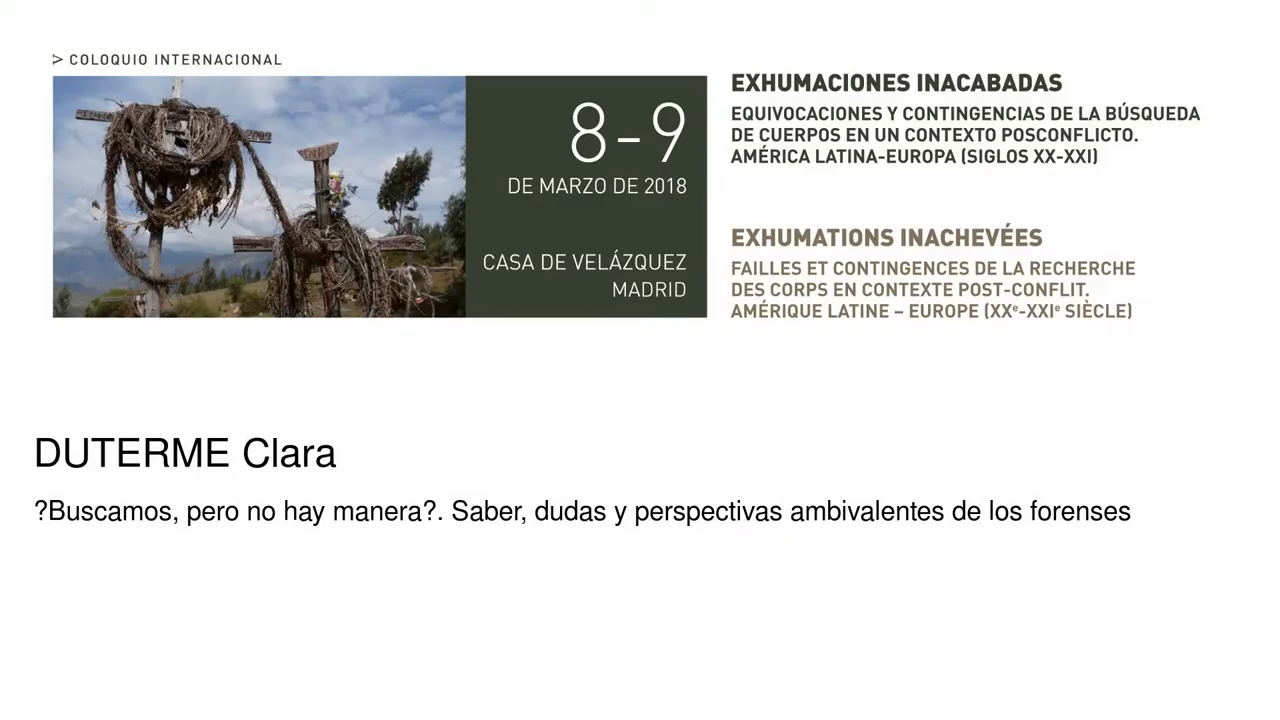 > COLOQUIO INTERNACIONAL
8-9
DE MARZO DE 2018
CASA DE VELÁZQUEZ
MADRID
EXHUMACIONES INACABADAS
EQUIVOCACIONES Y CONTINGENCIAS DE LA BÚSQUEDA
DE CUERPOS EN UN CONTEXTO POSCONFLICTO.
AMÉRICA LATINA-EUROPA (SIGLOS XX-XXI)
EXHUMATIONS INACHEVÉES
FAILLES ET CONTINGENCES DE LA RECHERCHE
DES CORPS EN CONTEXTE POST-CONFLIT.
AMÉRIQUE LATINE – EUROPE (XXe-XXIe SIÈCLE)
DUTERME Clara
?Buscamos, pero no hay manera?. Saber, dudas y perspectivas ambivalentes de los forenses